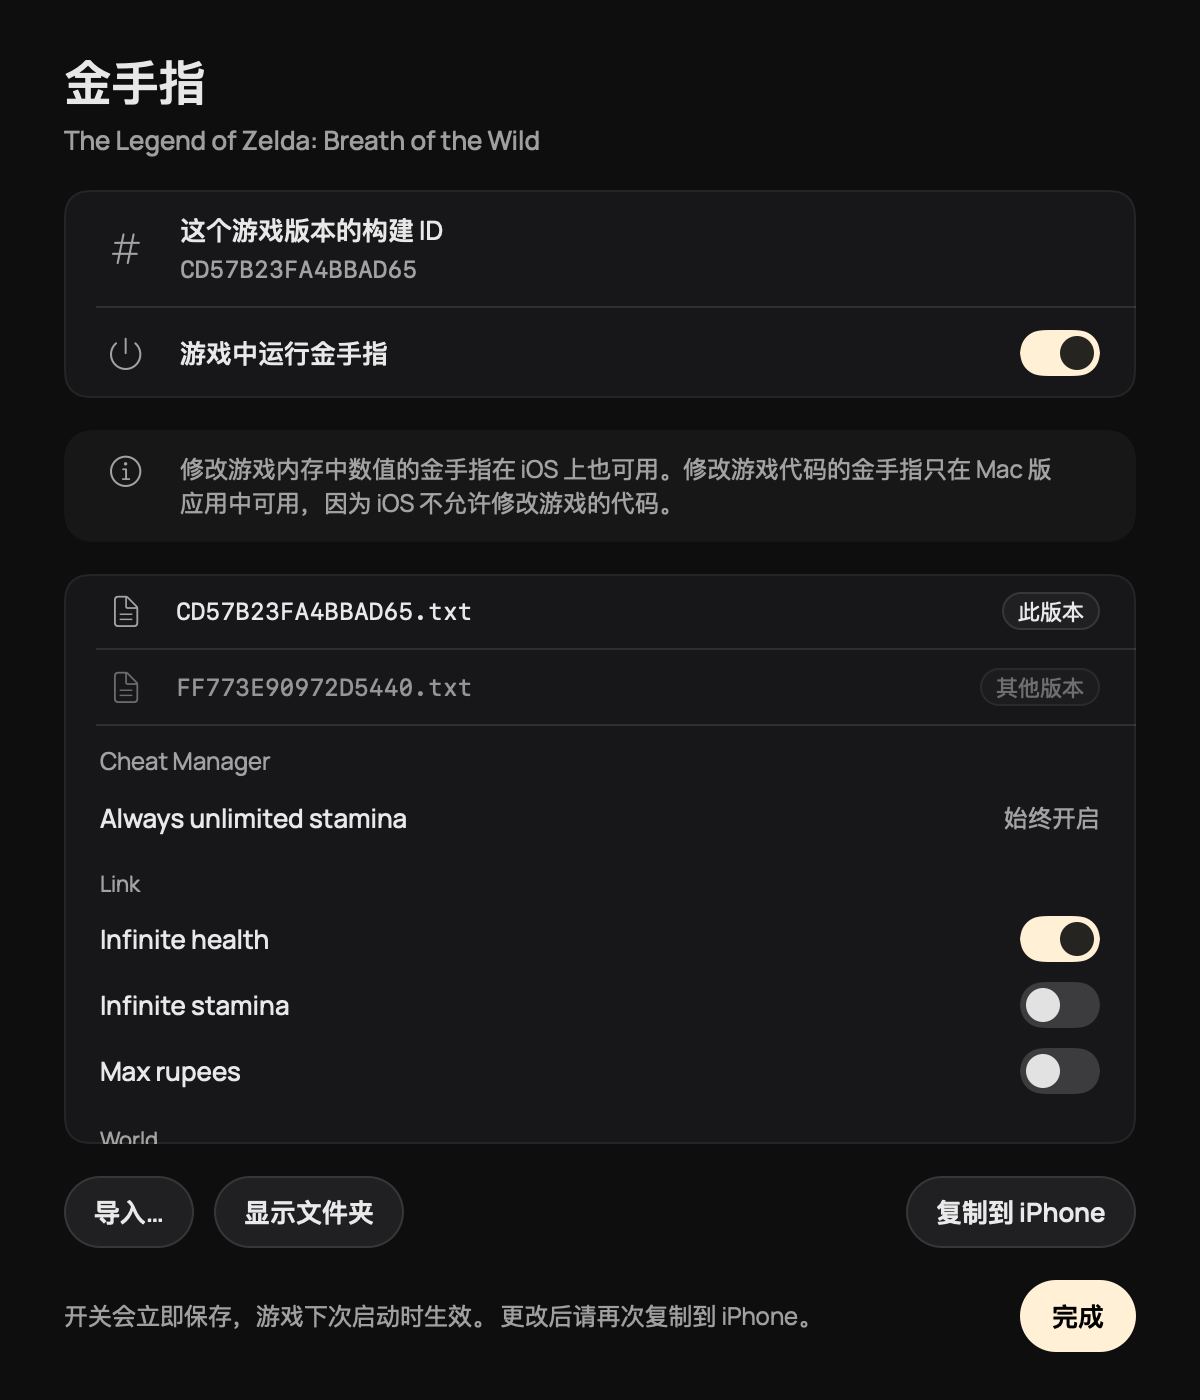 金手指
The Legend of Zelda: Breath of the Wild
这个游戏版本的构建 ID
CD57B23FA4BBAD65
游戏中运行金手指
修改游戏内存中数值的金手指在 iOS 上也可用。修改游戏代码的金手指只在 Mac 版
应用中可用，因为 iOS 不允许修改游戏的代码。
CD57B23FA4BBAD65.txt 此版本
FF773E90972D5440.txt 其他版本
Cheat Manager
Always unlimited stamina 始终开启
Link
Infinite health
Infinite stamina
Max rupees
World
导入... 显示文件夹 复制到 iPhone
开关会立即保存，游戏下次启动时生效。 更改后请再次复制到 iPhone。 完成